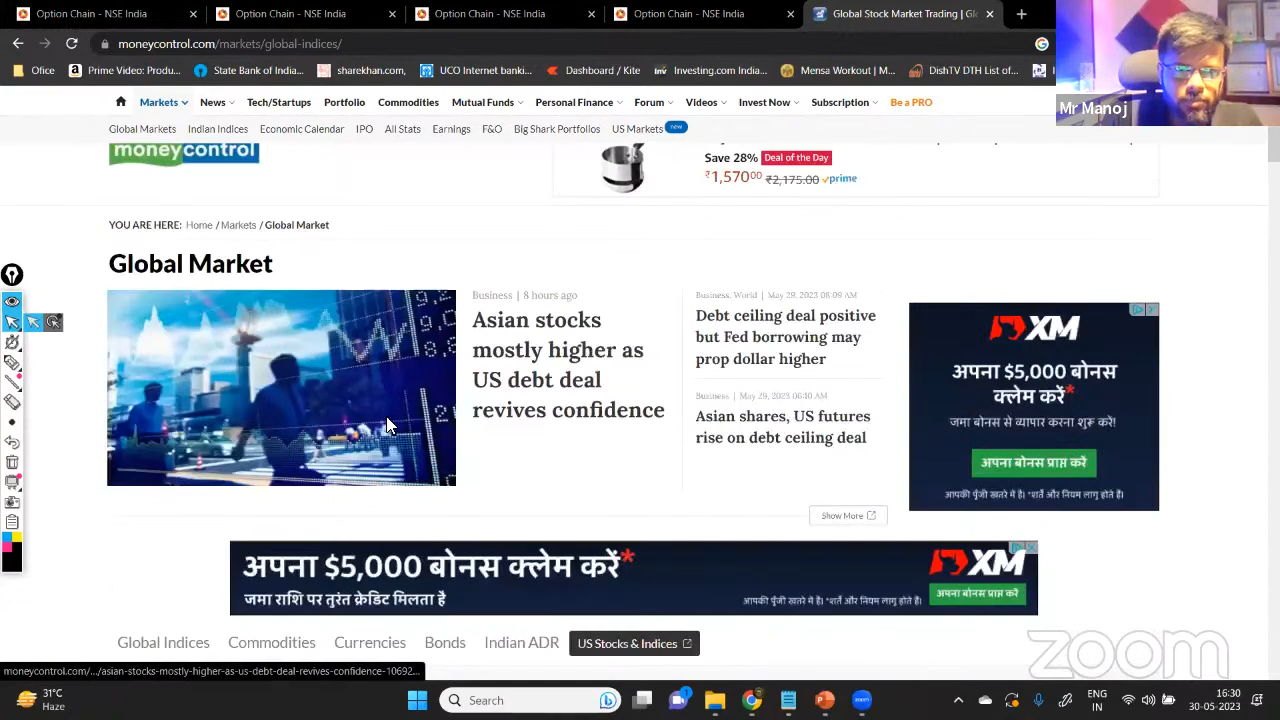 Option Chain - NSE India
Option Chain - NSE India
Option Chain - NSE India
Option Chain - NSE India
Global Stock Market Trading | Gl
moneycontrol.com/markets/global-indices/
Ofice
Amazon Prime Video -...
State Bank of India...
sharekhan.com...
UCO Internet bankin...
Dashboard / Kite
Inv Investing.com India...
Mensa Workout | M...
DishTV DTH List of...
Mr Manoj
Markets
News
Tech/Startups
Portfolio
Commodities
Mutual Funds
Personal Finance
Forum
Videos
Invest Now
Subscription
Be a PRO
Global Markets
Indian Indices
Economic Calendar
IPO
All Stats
Earnings
F&O
Big Shark Portfolios
US Markets
new
moneycontrol
Save 28% Deal of the Day
₹1,570⁰⁰ ₹2,175.00 prime
YOU ARE HERE: Home / Markets / Global Market
Global Market
Business | 8 hours ago
Asian stocks
mostly higher as
US debt deal
revives confidence
Business, World | May 29, 2023 08:09 AM
Debt ceiling deal positive
but Fed borrowing may
prop dollar higher
Business | May 29, 2023 06:10 AM
Asian shares, US futures
rise on debt ceiling deal
Show More
XM
अपना $5,000 बोनस
क्लेम करें*
जमा बोनस से व्यापार करना शुरू करें!
अपना बोनस प्राप्त करें
आपकी पूँजी खतरे में है। *शर्तें और नियम लागू होते हैं।
अपना $5,000 बोनस क्लेम करें*
जमा राशि पर तुरंत क्रेडिट मिलता है
आपकी पूँजी खतरे में है। *शर्तें और नियम लागू होते हैं।
XM
अपना बोनस प्राप्त करें
Global Indices
Commodities
Currencies
Bonds
Indian ADR
US Stocks & Indices
zoom
moneycontrol.com/.../asian-stocks-mostly-higher-as-us-debt-deal-revives-confidence-10692...
31°C
Haze
Search
ENG
IN
16:30
30-05-2023